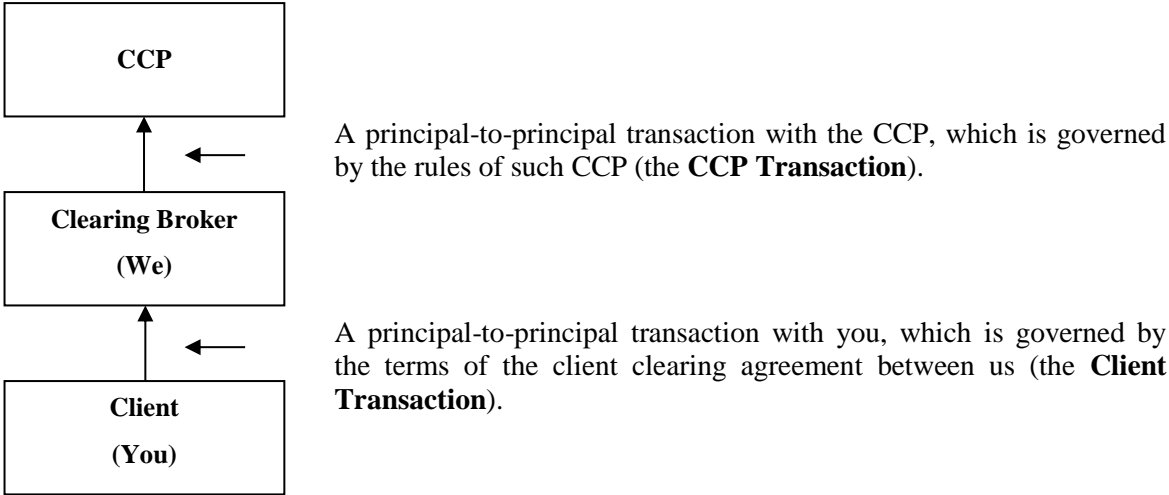 CCP
A principal-to-principal transaction with the CCP, which is governed
by the rules of such CCP (the CCP Transaction).
Clearing Broker
(We)
A principal-to-principal transaction with you, which is governed by
the terms of the client clearing agreement between us (the Client
Transaction).
Client
(You)